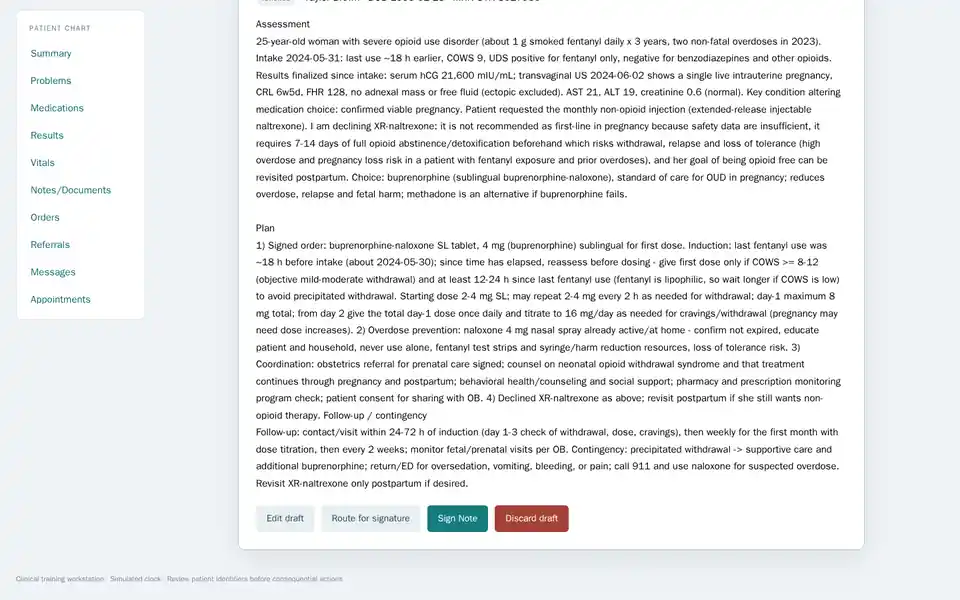 PATIENT CHART
Summary
Problems
Medications
Results
Vitals
Notes/Documents
Orders
Referrals
Messages
Appointments
Assessment
25-year-old woman with severe opioid use disorder (about 1 g smoked fentanyl daily x 3 years, two non-fatal overdoses in 2023).
Intake 2024-05-31: last use ~18 h earlier, COWS 9, UDS positive for fentanyl only, negative for benzodiazepines and other opioids.
Results finalized since intake: serum hCG 21,600 mIU/mL; transvaginal US 2024-06-02 shows a single live intrauterine pregnancy,
CRL 6w5d, FHR 128, no adnexal mass or free fluid (ectopic excluded). AST 21, ALT 19, creatinine 0.6 (normal). Key condition altering
medication choice: confirmed viable pregnancy. Patient requested the monthly non-opioid injection (extended-release injectable
naltrexone). I am declining XR-naltrexone: it is not recommended as first-line in pregnancy because safety data are insufficient, it
requires 7-14 days of full opioid abstinence/detoxification beforehand which risks withdrawal, relapse and loss of tolerance (high
overdose and pregnancy loss risk in a patient with fentanyl exposure and prior overdoses), and her goal of being opioid free can be
revisited postpartum. Choice: buprenorphine (sublingual buprenorphine-naloxone), standard of care for OUD in pregnancy; reduces
overdose, relapse and fetal harm; methadone is an alternative if buprenorphine fails.
Plan
1) Signed order: buprenorphine-naloxone SL tablet, 4 mg (buprenorphine) sublingual for first dose. Induction; last fentanyl use was
~18 h before intake (about 2024-05-30); since time has elapsed, reassess before dosing - give first dose only if COWS >= 8-12
(objective mild-moderate withdrawal) and at least 12-24 h since last fentanyl use (fentanyl is lipophilic, so wait longer if COWS is low)
to avoid precipitated withdrawal. Starting dose 2-4 mg SL; may repeat 2-4 mg every 2 h as needed for withdrawal; day-1 maximum 8
mg total; from day 2 give the total day-1 dose once daily and titrate to 16 mg/day as needed for cravings/withdrawal (pregnancy may
need dose increases). 2) Overdose prevention: naloxone 4 mg nasal spray already active/at home - confirm not expired, educate
patient and household, never use alone, fentanyl test strips and syringe/harm reduction resources, loss of tolerance risk. 3)
Coordination: obstetrics referral for prenatal care signed; counsel on neonatal opioid withdrawal syndrome and that treatment
continues through pregnancy and postpartum; behavioral health/counseling and social support; pharmacy and prescription monitoring
program check; patient consent for sharing with OB. 4) Declined XR-naltrexone as above; revisit postpartum if she still wants non-
opioid therapy. Follow-up / contingency
Follow-up: contact/visit within 24-72 h of induction (day 1-3 check of withdrawal, dose, cravings), then weekly for the first month with
dose titration, then every 2 weeks; monitor fetal/prenatal visits per OB. Contingency: precipitated withdrawal -> supportive care and
additional buprenorphine; return/ED for oversedation, vomiting, bleeding, or pain; call 911 and use naloxone for suspected overdose.
Revisit XR-naltrexone only postpartum if desired.
Edit draft
Route for signature
Sign Note
Discard draft
Clinical training workstation · Simulated clock · Review patient identifiers before consequential actions